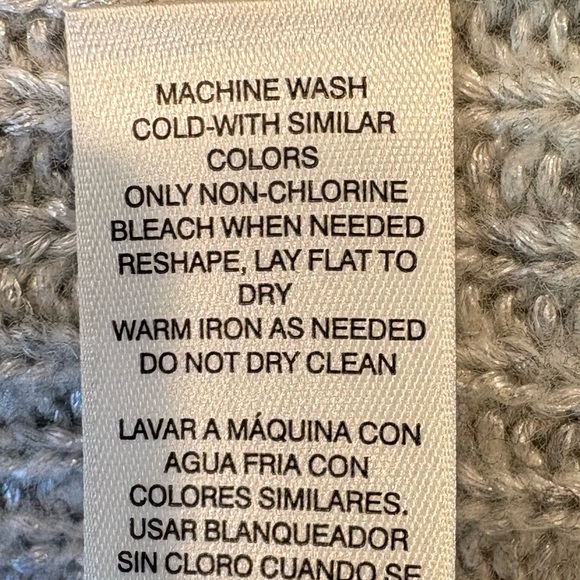 MACHINE WASH
COLD-WITH SIMILAR
COLORS
ONLY NON-CHLORINE
BLEACH WHEN NEEDED
RESHAPE, LAY FLAT TO
DRY
WARM IRON AS NEEDED
DO NOT DRY CLEAN
LAVAR A MÁQUINA CON
AGUA FRIA CON
COLORES SIMILARES.
USAR BLANQUEADOR
SIN CLORO CUANDO SE